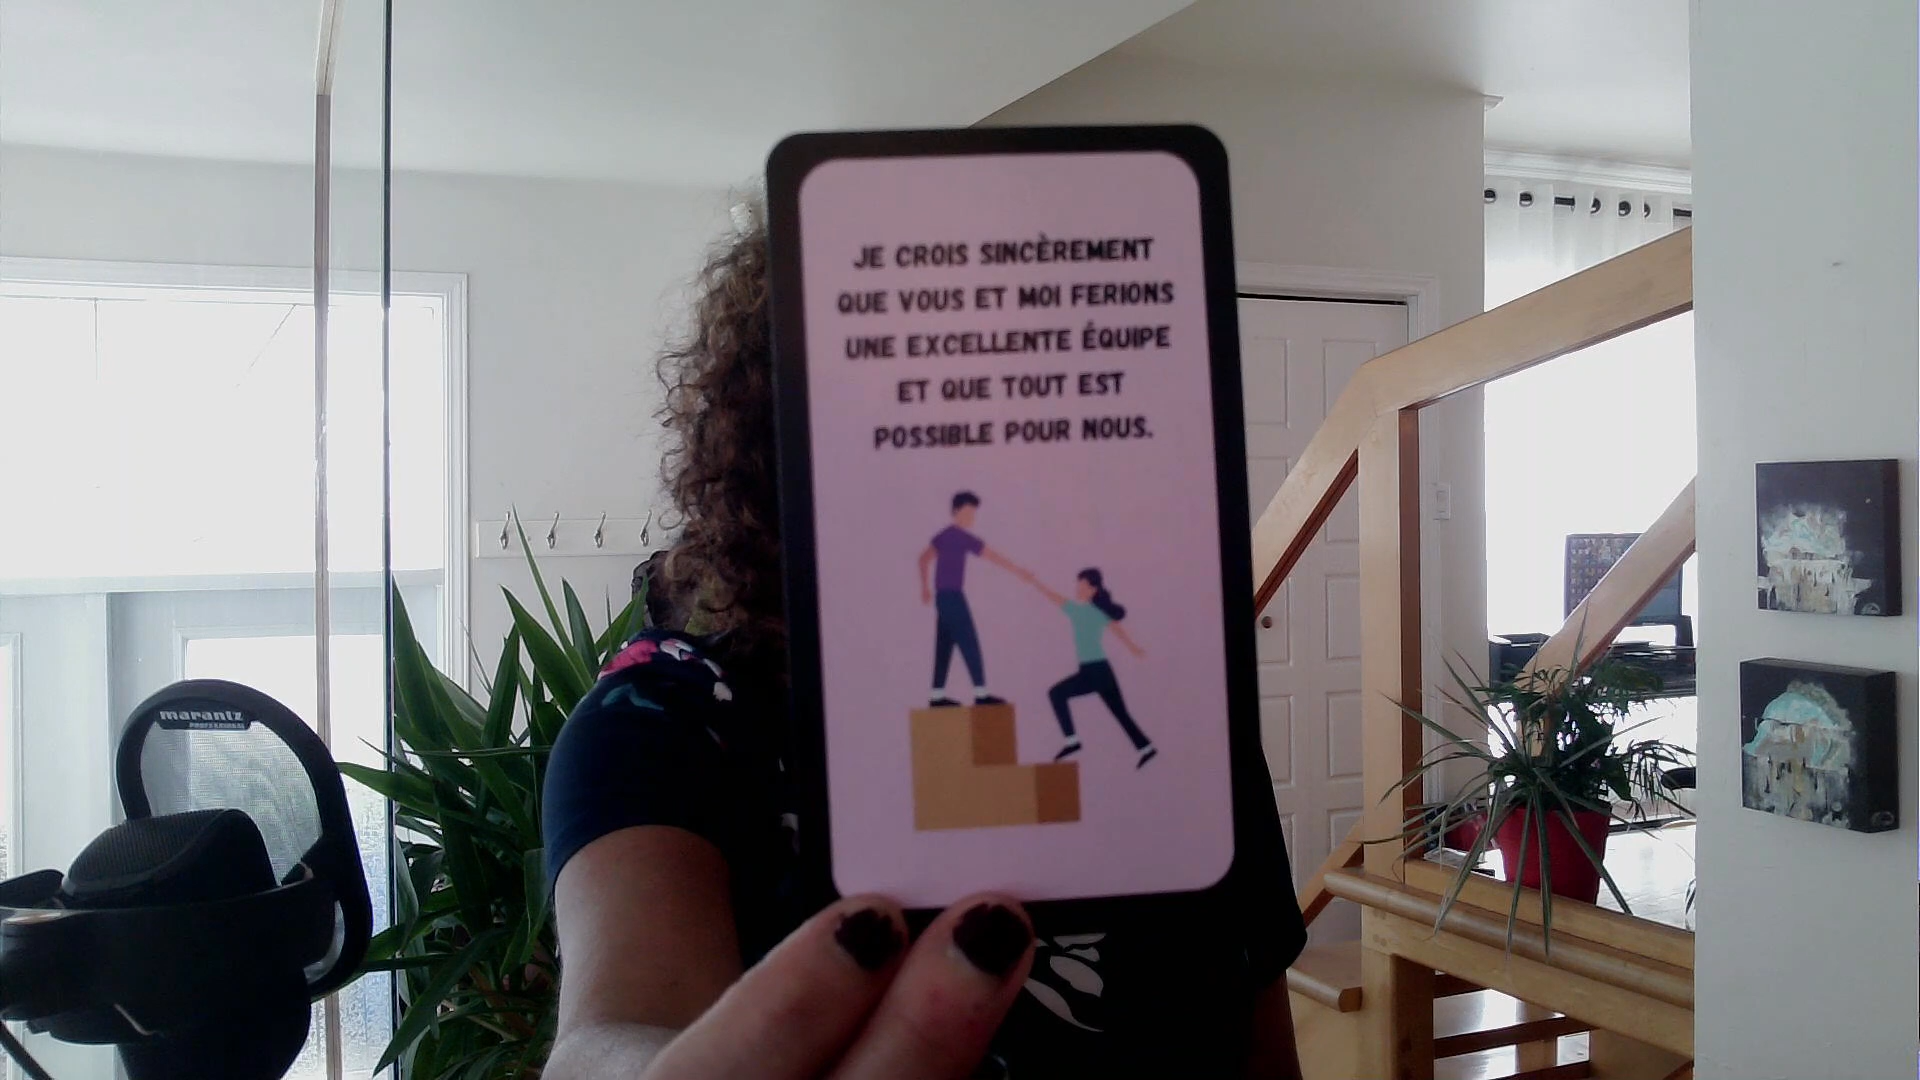 JE CROIS SINCÈREMENT
QUE VOUS ET MOI FERIONS
UNE EXCELLENTE ÉQUIPE
ET QUE TOUT EST
POSSIBLE POUR NOUS.
marantz
PROFESSIONAL